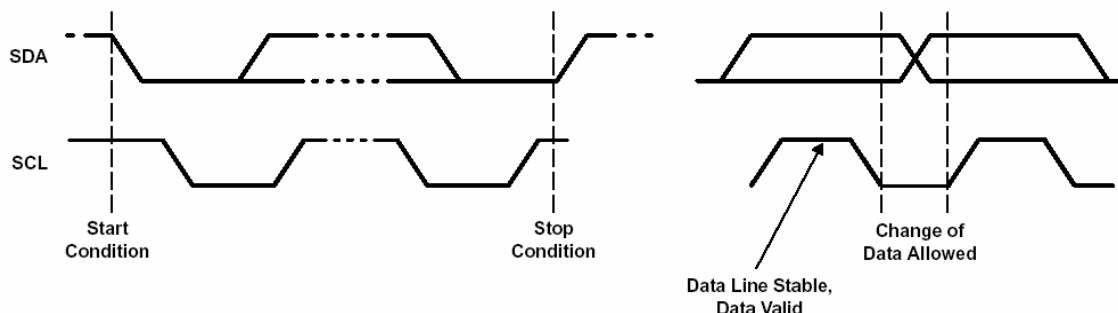 SDA
SCL
Start
Condition
Stop
Condition
Change of
Data Allowed
Data Line Stable,
Data Valid